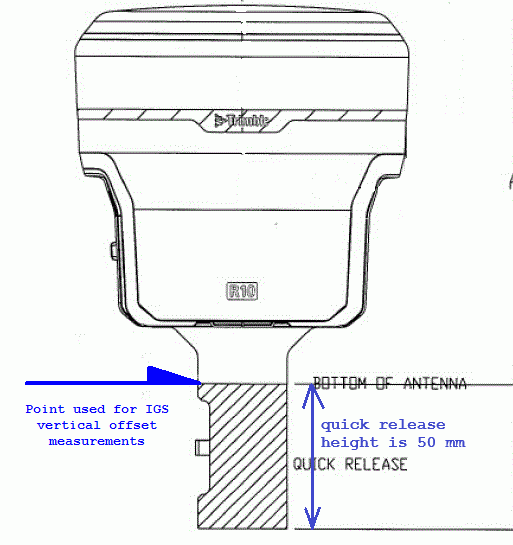 Trimble
R10
BOTTOM OF ANTENNA
Point used for IGS
vertical offset
measurements
quick release
height is 50 mm
QUICK RELEASE